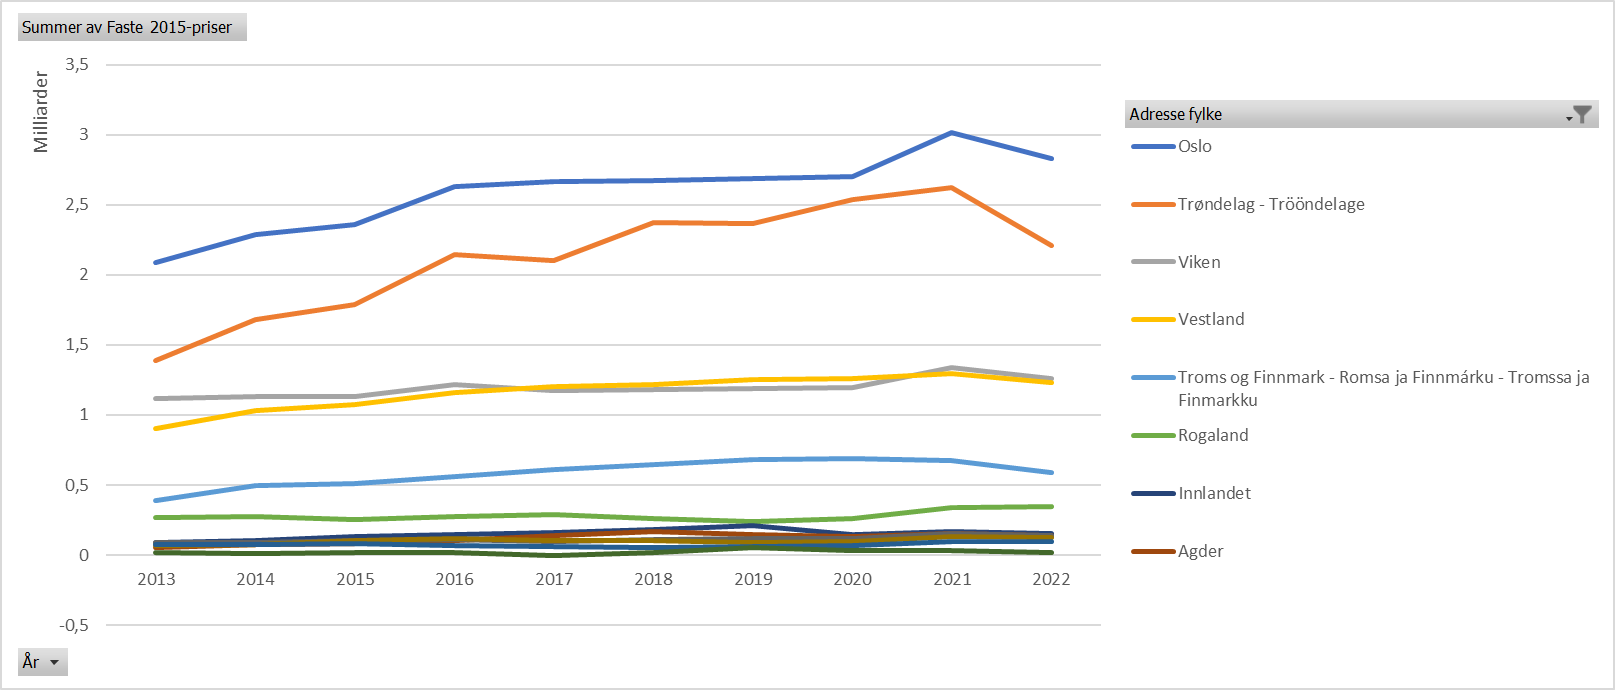 Summer av Faste 2015-priser
Milliarder
3,5
3
2,5
2
1,5
1
0,5
0
-0,5
2013 2014 2015 2016 2017 2018 2019 2020 2021 2022
År
Adresse fylke
Oslo
Trøndelag - Trööndelage
Viken
Vestland
Troms og Finnmark - Romsa ja Finnmárku - Tromssa ja
Finmarkku
Rogaland
Innlandet
Agder